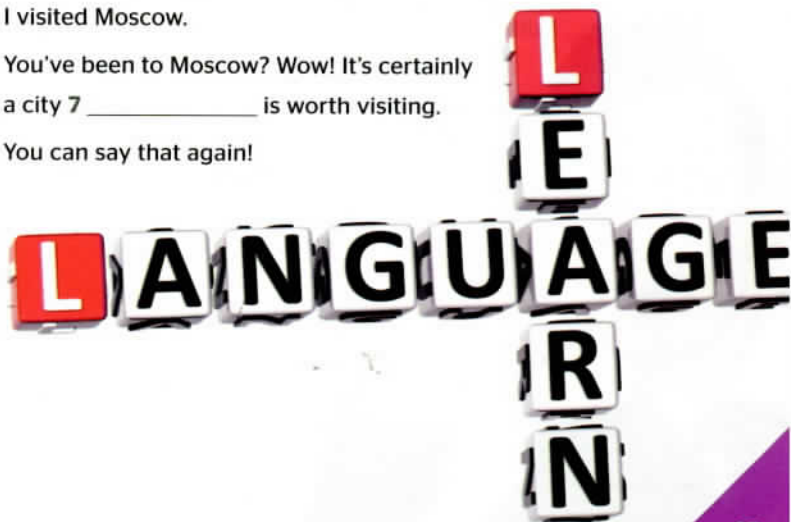 I visited Moscow.
You've been to Moscow? Wow! It's certainly
a city 7 ______________ is worth visiting.
You can say that again!
LEARN
LANGUAGE